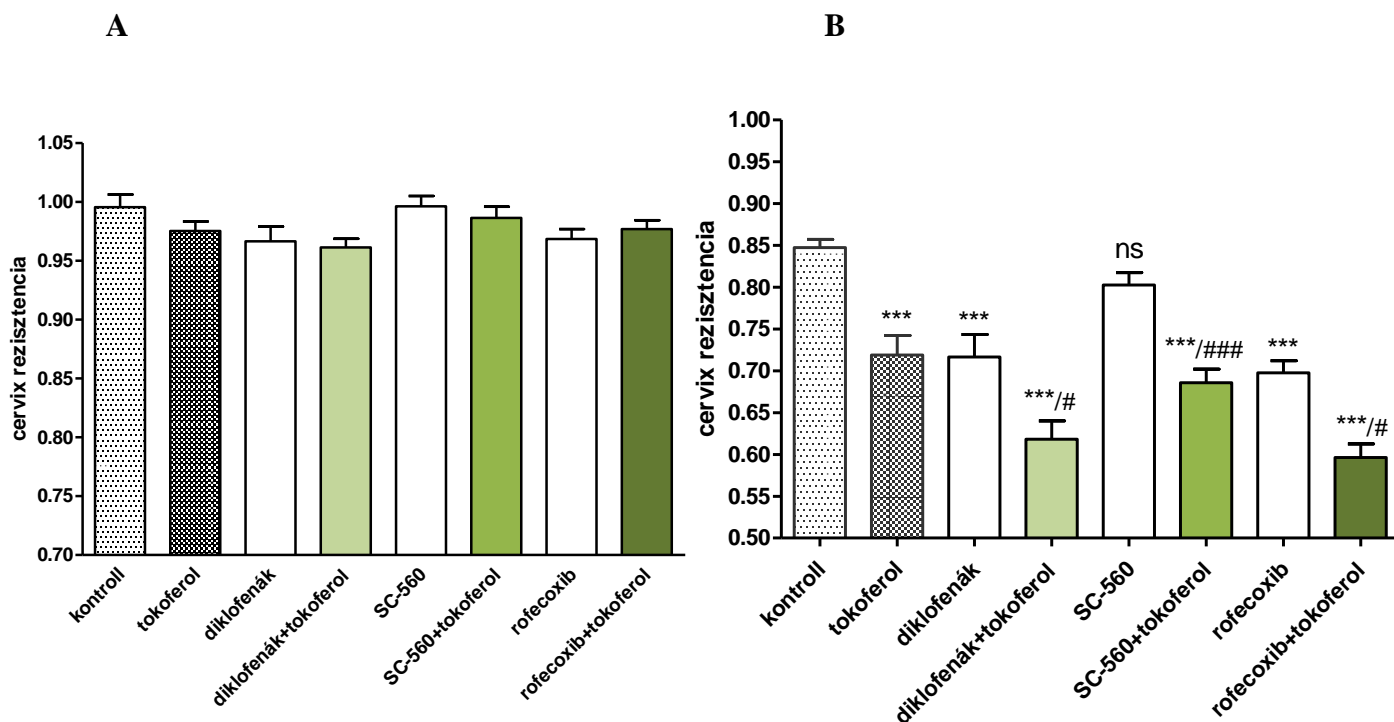 A
cervix rezisztencia
1.05
1.00
0.95
0.90
0.85
0.80
0.75
0.70
kontroll
tokoferol
diklofenák
diklofenák+tokoferol
SC-560
SC-560+tokoferol
rofecoxib
rofecoxib+tokoferol
B
cervix rezisztencia
1.00
0.95
0.90
0.85
0.80
0.75
0.70
0.65
0.60
0.55
0.50
***
***
***/#
ns
***/###
***
***/#
kontroll
tokoferol
diklofenák
diklofenák+tokoferol
SC-560
SC-560+tokoferol
rofecoxib
rofecoxib+tokoferol